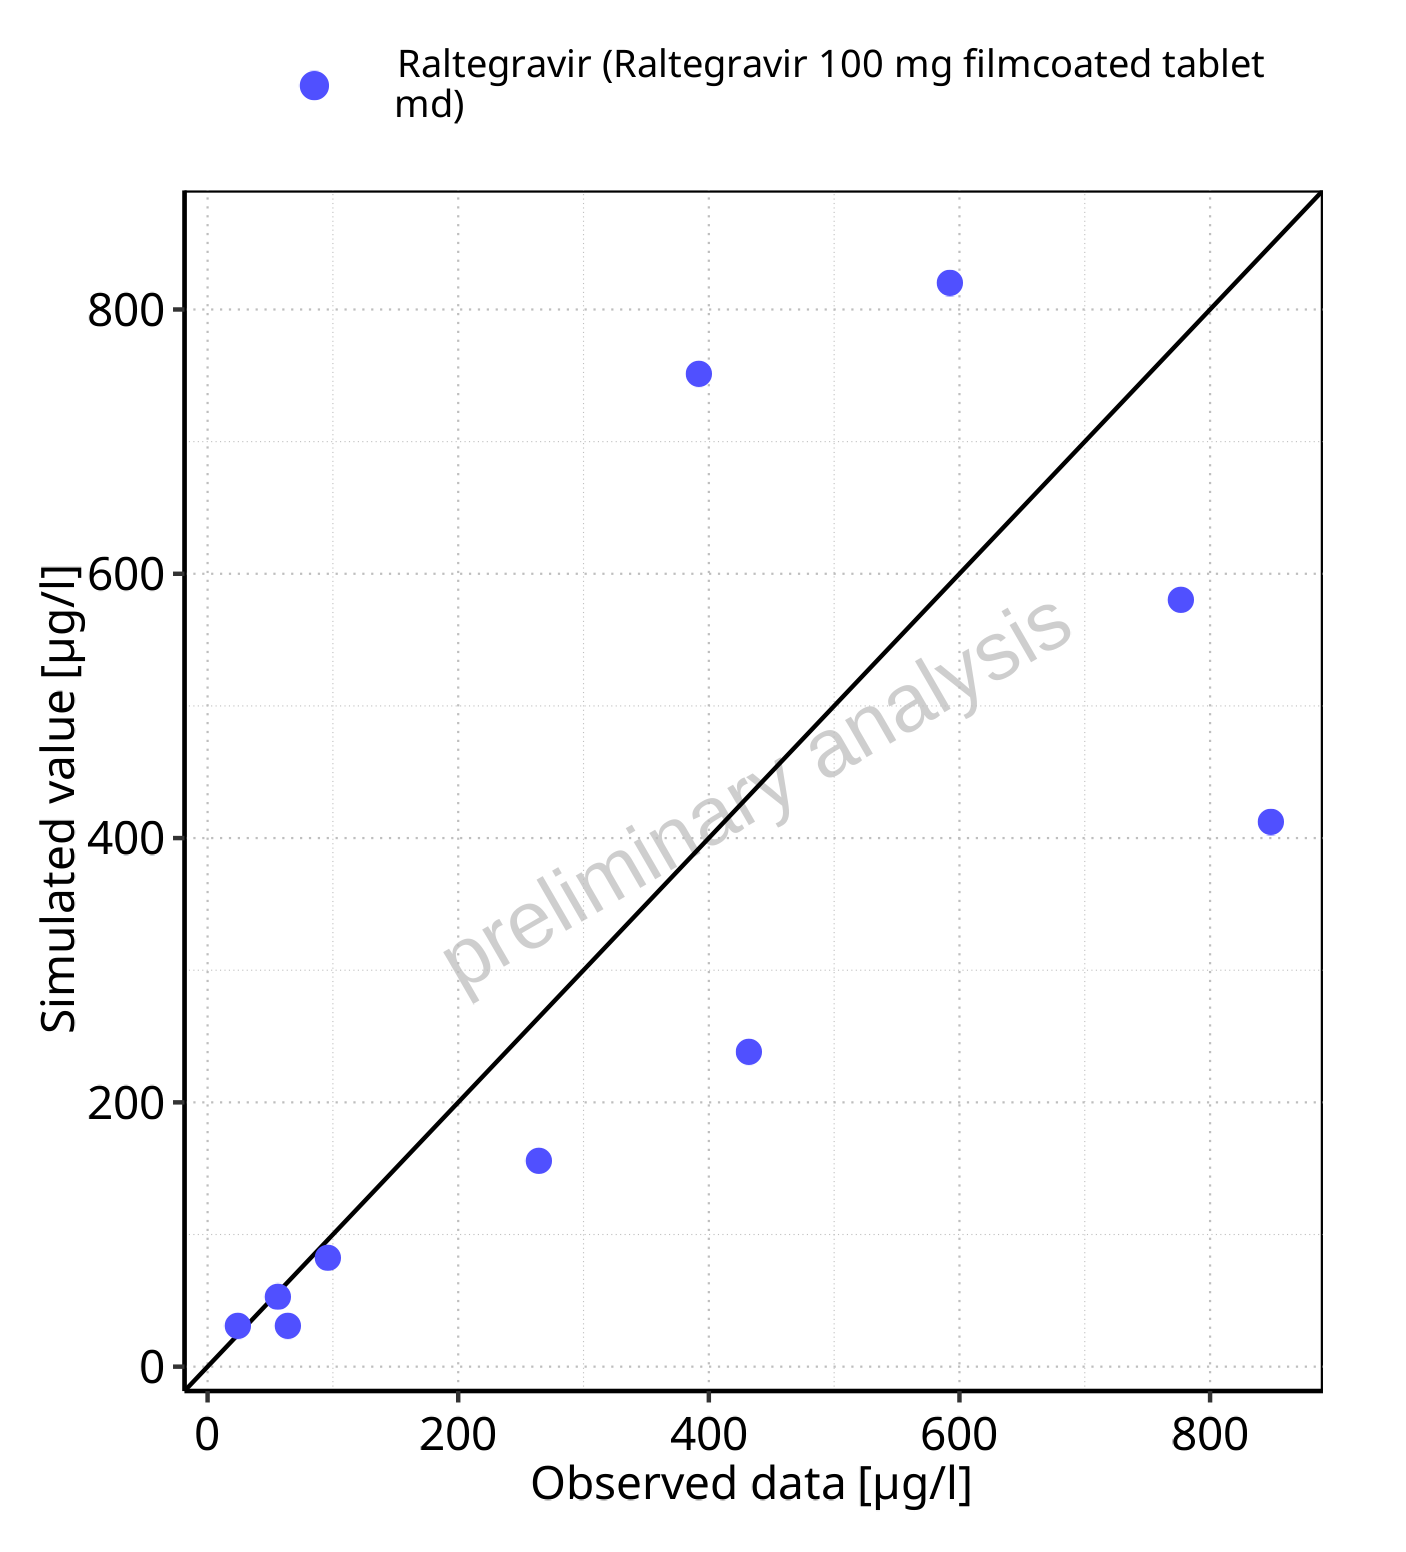 Raltegravir (Raltegravir 100 mg filmcoated tablet
md)
800
600
400
200
0
Simulated value [µg/l]
preliminary analysis
0 200 400 600 800
Observed data [µg/l]